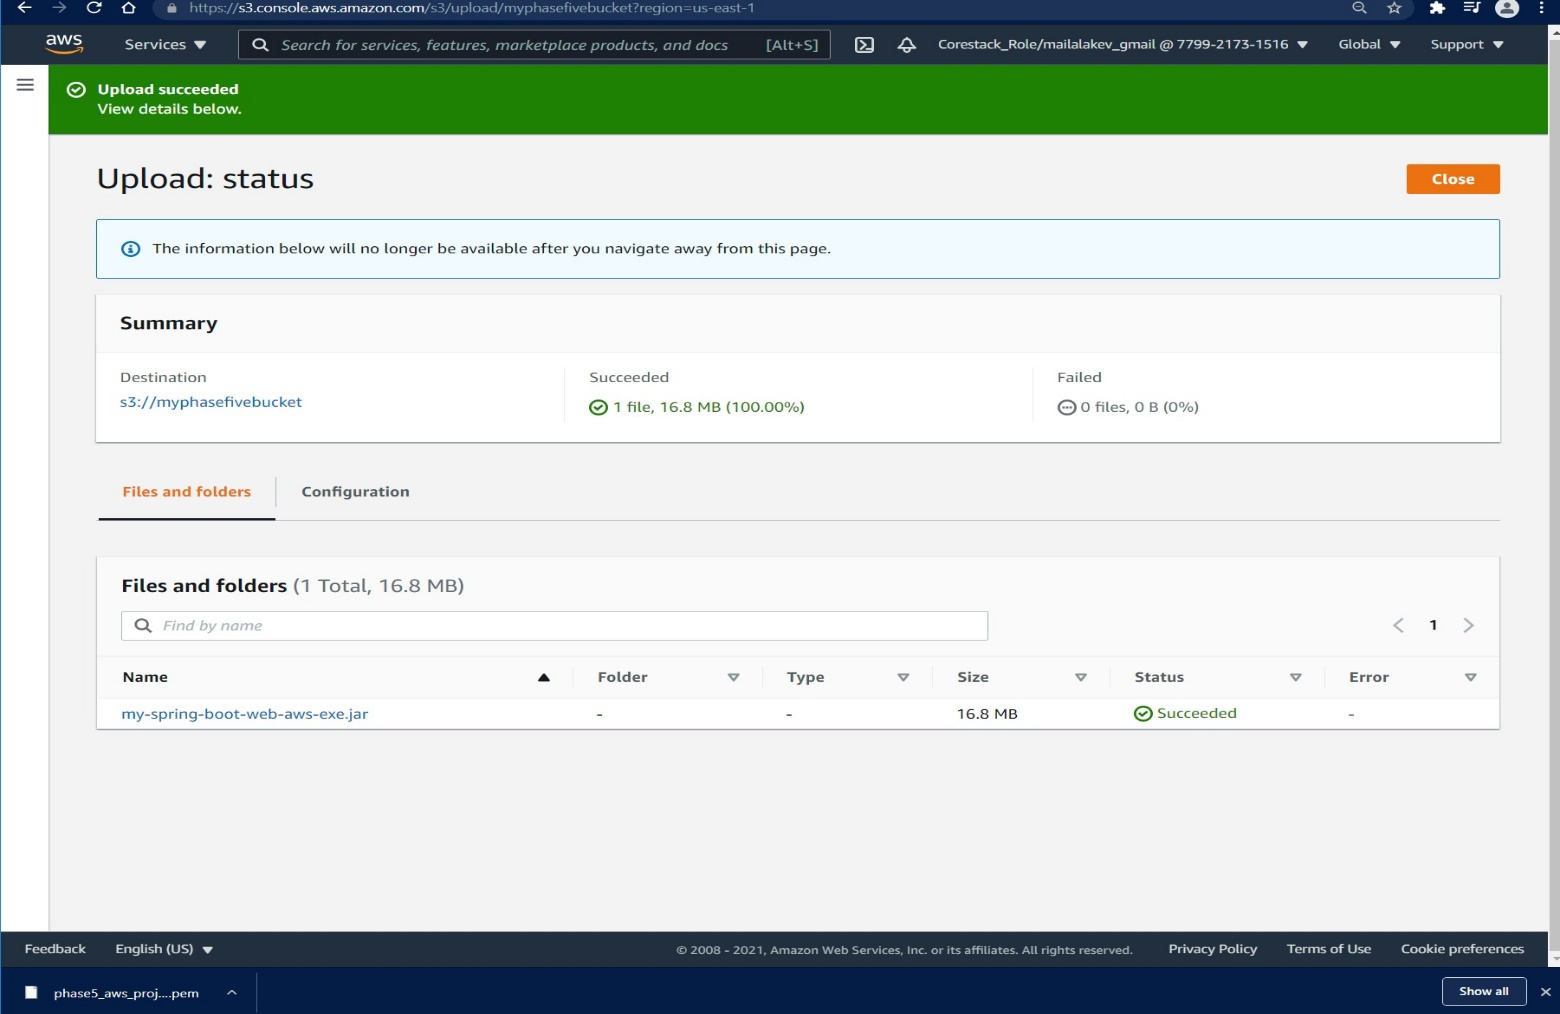 https://s3.console.aws.amazon.com/s3/upload/myphasefivebucket?region=us-east-1
aws Services Search for services, features, marketplace products, and docs [Alt+S] Corestack_Role/mailalakev_gmail @ 7799-2173-1516 Global Support
Upload succeeded
View details below.
Upload: status Close
The information below will no longer be available after you navigate away from this page.
Summary
Destination Succeeded Failed
s3://myphasefivebucket 1 file, 16.8 MB (100.00%) 0 files, 0 B (0%)
Files and folders Configuration
Files and folders (1 Total, 16.8 MB)
Find by name 1
Name Folder Type Size Status Error
my-spring-boot-web-aws-exe.jar - - 16.8 MB Succeeded -
Feedback English (US) © 2008 - 2021, Amazon Web Services, Inc. or its affiliates. All rights reserved. Privacy Policy Terms of Use Cookie preferences
phase5_aws_proj....pem Show all